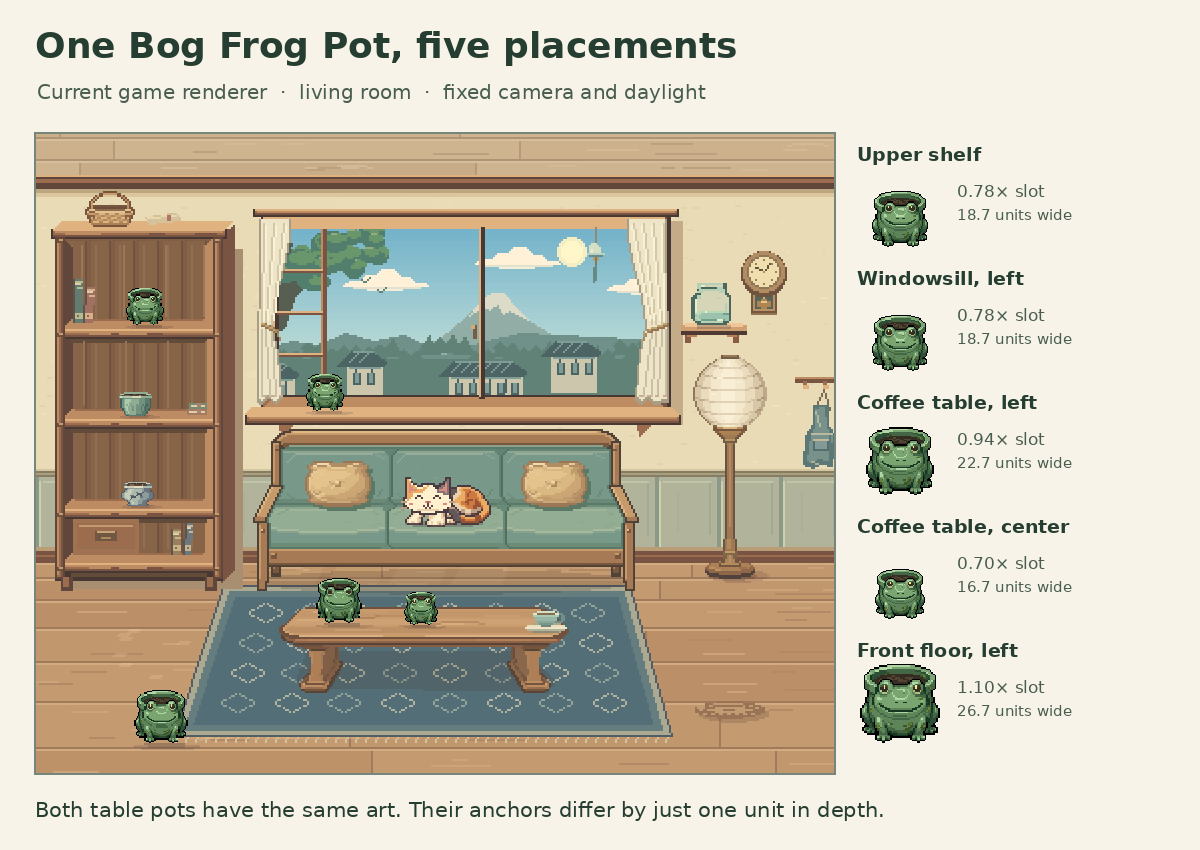 One Bog Frog Pot, five placements
Current game renderer · living room · fixed camera and daylight
Upper shelf
0.78× slot
18.7 units wide
Windowsill, left
0.78× slot
18.7 units wide
Coffee table, left
0.94× slot
22.7 units wide
Coffee table, center
0.70× slot
16.7 units wide
Front floor, left
1.10× slot
26.7 units wide
Both table pots have the same art. Their anchors differ by just one unit in depth.